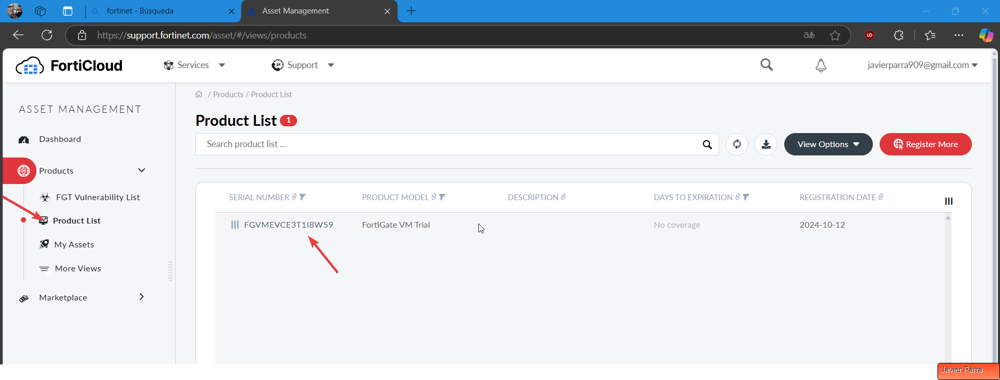 fortinet - Búsqueda
Asset Management
https://support.fortinet.com/asset/#/views/products
aあ
FortiCloud
Services
24
Support
javierparra909@gmail.com
/ Products / Product List
ASSET MANAGEMENT
Product List 1
Dashboard
Search product list ...
View Options
Register More
Products
FGT Vulnerability List
SERIAL NUMBER
PRODUCT MODEL
DESCRIPTION
DAYS TO EXPIRATION
REGISTRATION DATE
Product List
FGVMEVCE3T1I8W59
FortiGate VM Trial
No coverage
2024-10-12
My Assets
More Views
Marketplace
Javier Parra